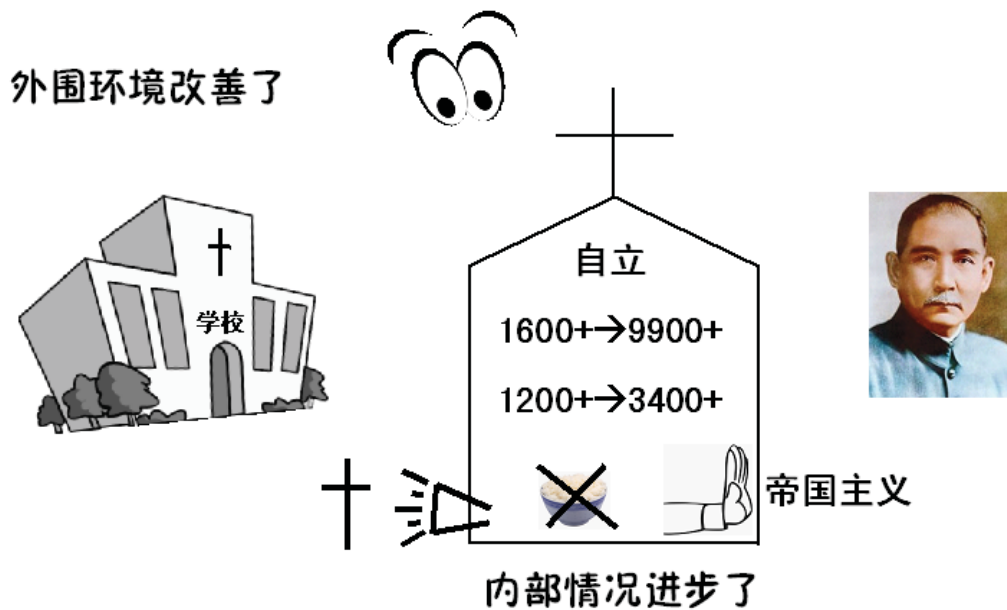 外围环境改善了
自立
学校
1600+→9900+
1200+→3400+
帝国主义
内部情况进步了